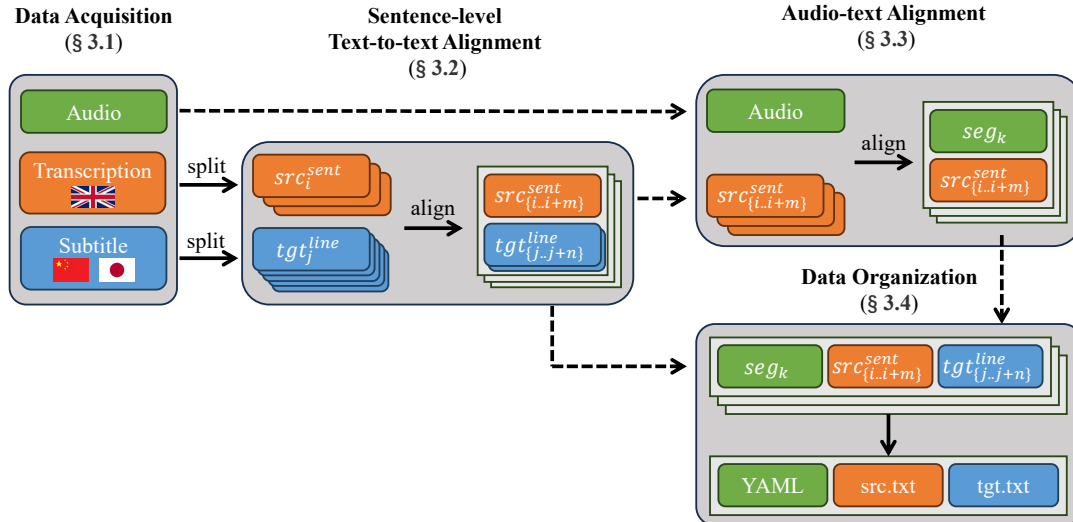 Data Acquisition
(§ 3.1)
Audio
Transcription
Subtitle
split
split
Sentence-level
Text-to-text Alignment
(§ 3.2)
src_i^{sent}
tgt_j^{line}
align
src_{\{i..i+m\}}^{sent}
tgt_{\{j..j+n\}}^{line}
Audio-text Alignment
(§ 3.3)
Audio
src_{\{i..i+m\}}^{sent}
align
seg_k
src_{\{i..i+m\}}^{sent}
Data Organization
(§ 3.4)
seg_k
src_{\{i..i+m\}}^{sent}
tgt_{\{j..j+n\}}^{line}
YAML
src.txt
tgt.txt